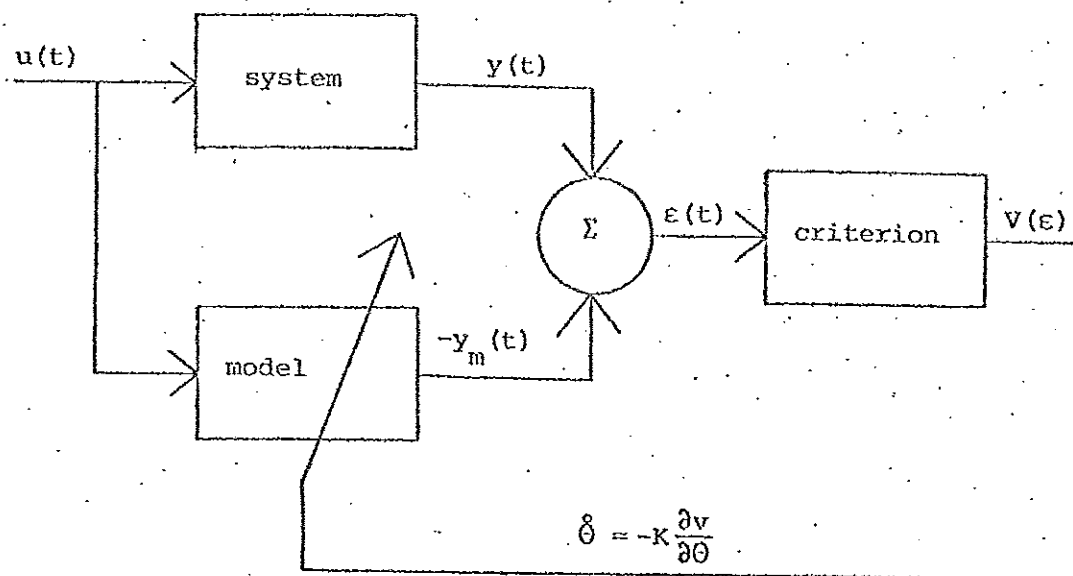 u(t)
system
y(t)
Σ
ε(t)
criterion
V(ε)
model
-y_m(t)
θ̊ = -K ∂v/∂θ